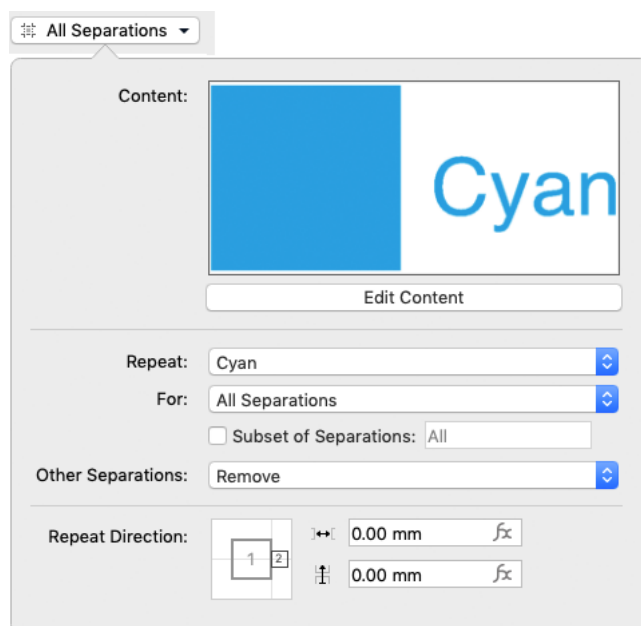 All Separations
Content:
Cyan
Edit Content
Repeat: Cyan
For: All Separations
Subset of Separations: All
Other Separations: Remove
Repeat Direction: 1 2 0.00 mm fx
0.00 mm fx